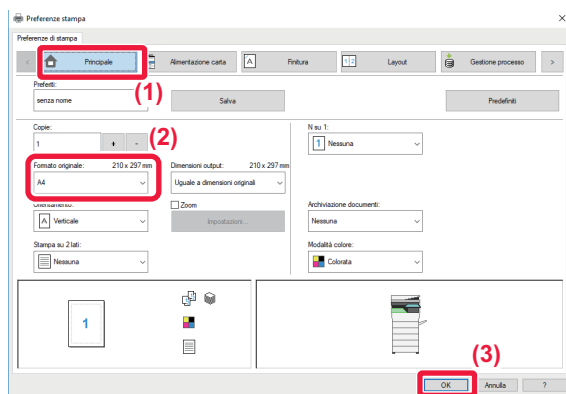 Preferenze stampa
Preferenze di stampa
Principale
Alimentazione carta
A
Finitura
1 2
Layout
Gestione processo
>
(1)
Preferiti:
senza nome
Salva
Predefiniti
Copie:
1
+
-
(2)
N su 1:
1
Nessuna
Formato originale:
210 x 297 mm
A4
Dimensioni output:
210 x 297 mm
Uguale a dimensioni originali
Orientamento:
A
Verticale
Zoom
Impostazioni...
Archiviazione documenti:
Nessuna
Stampa su 2 lati:
Nessuna
Modalità colore:
Colorata
1
(3)
OK
Annulla
?